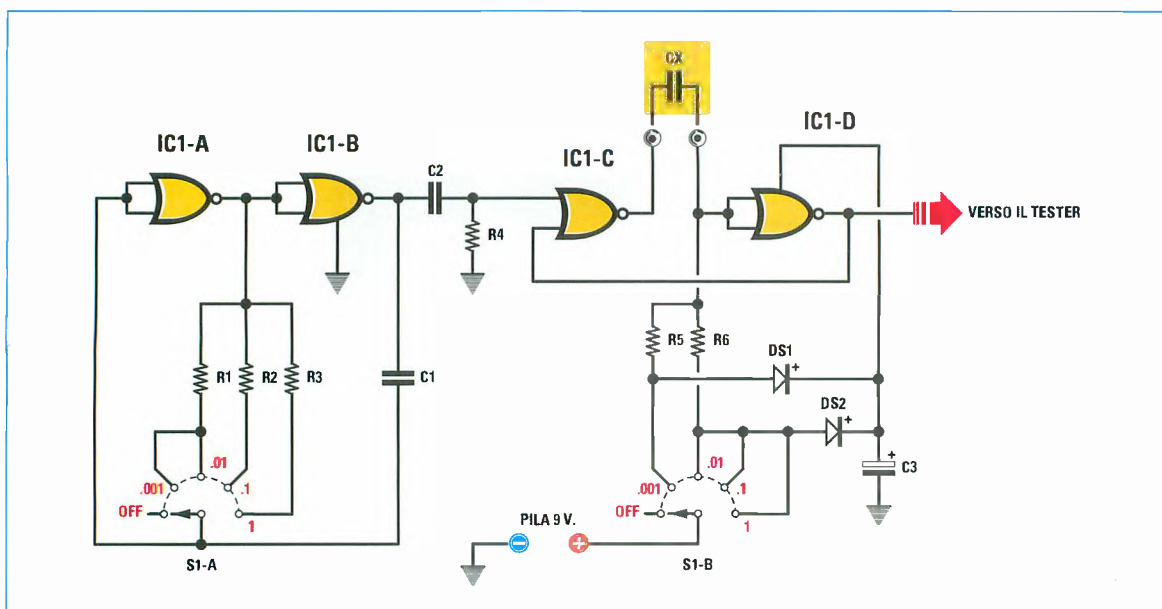 CX
IC1-A
IC1-B
IC1-C
IC1-D
C2
R4
VERSO IL TESTER
R1
R2
R3
C1
R5
R6
DS1
+
DS2
+
+
C3
.001
.01
.1
1
OFF
S1-A
PILA 9 V.
.001
.01
.1
1
OFF
S1-B